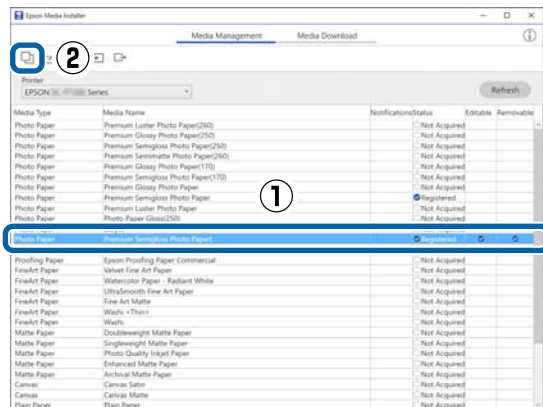 Epson Media Installer
Media Management Media Download
②
Printer
EPSON Series
Refresh
Media Type Media Name Notifications Status Editable Removable
Photo Paper Premium Luster Photo Paper(260) Not Acquired
Photo Paper Premium Glossy Photo Paper(250) Not Acquired
Photo Paper Premium Semigloss Photo Paper(250) Not Acquired
Photo Paper Premium Semimatte Photo Paper(260) Not Acquired
Photo Paper Premium Glossy Photo Paper(170) Not Acquired
Photo Paper Premium Semigloss Photo Paper(170) Not Acquired
Photo Paper Premium Glossy Photo Paper Not Acquired
Photo Paper Premium Semigloss Photo Paper Registered
Photo Paper Premium Luster Photo Paper Not Acquired
Photo Paper Photo Paper Gloss(250) Not Acquired
①
Photo Paper Premium Semigloss Photo Paper( Registered
Proofing Paper Epson Proofing Paper Commercial Not Acquired
FineArt Paper Velvet Fine Art Paper Not Acquired
FineArt Paper Watercolor Paper - Radiant White Not Acquired
FineArt Paper UltraSmooth Fine Art Paper Not Acquired
FineArt Paper Fine Art Matte Not Acquired
FineArt Paper Washi <Thin> Not Acquired
FineArt Paper Washi Not Acquired
Matte Paper Doubleweight Matte Paper Not Acquired
Matte Paper Singleweight Matte Paper Not Acquired
Matte Paper Photo Quality Inkjet Paper Not Acquired
Matte Paper Enhanced Matte Paper Not Acquired
Matte Paper Archival Matte Paper Not Acquired
Canvas Canvas Satin Not Acquired
Canvas Canvas Matte Not Acquired
Plain Paper Plain Paper Not Acquired